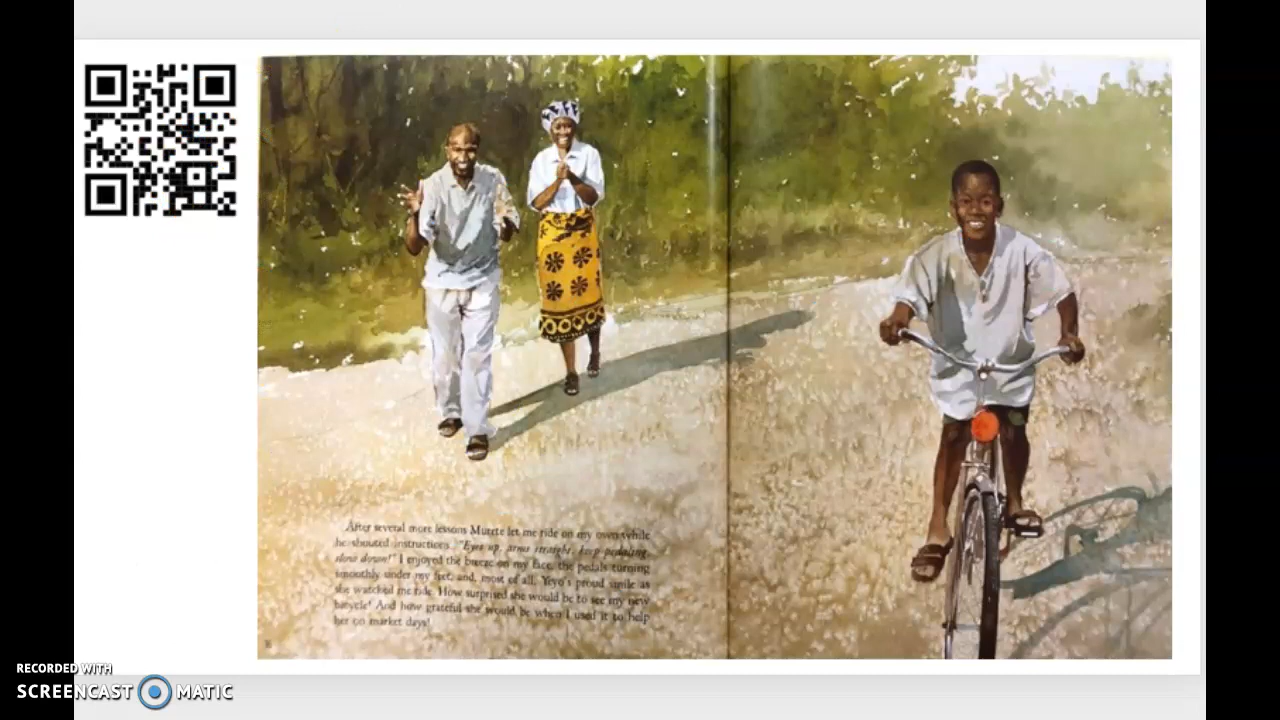 After several more lessons Murete let me ride on my own while
he shouted instructions. "Eyes up, arms straight, keep pedaling,
slow down!" I enjoyed the breeze on my face, the pedals turning
smoothly under my feet, and, most of all, Yeyo's proud smile as
she watched me ride. How surprised she would be to see my new
bicycle! And how grateful she would be when I used it to help
her on market days!
RECORDED WITH
SCREENCAST MATIC